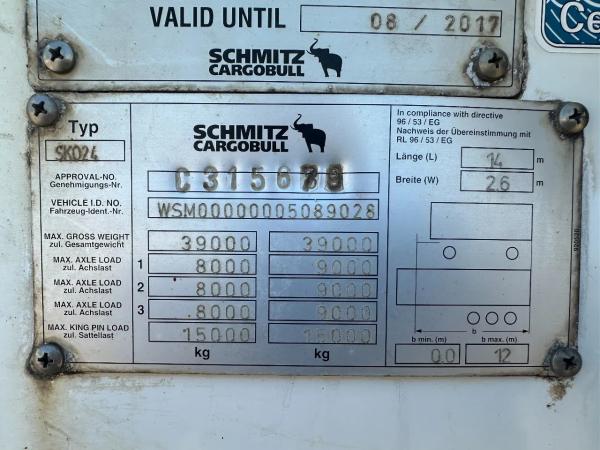 VALID UNTIL 08 / 2017
SCHMITZ
CARGOBULL
Ce
Typ
SKO24
SCHMITZ
CARGOBULL
APPROVAL-NO.
Genehmigungs-Nr.
VEHICLE I.D. NO. WSM00000005089028
Fahrzeug-Ident.-Nr.
MAX. GROSS WEIGHT 39000 39000
zul. Gesamtgewicht
MAX. AXLE LOAD 1 8000 9000
zul. Achslast
MAX. AXLE LOAD 2 8000 9000
zul. Achslast
MAX. AXLE LOAD 3 8000 9000
zul. Achslast
MAX. KING PIN LOAD 15000 15000
zul. Sattellast
kg kg
In compliance with directive
96 / 53 / EG
Nachweis der Übereinstimmung mit
RL 96 / 53 / EG
Länge (L) 14 m
Breite (W) 2.6 m
b
b min. (m) b max. (m)
0.0 12